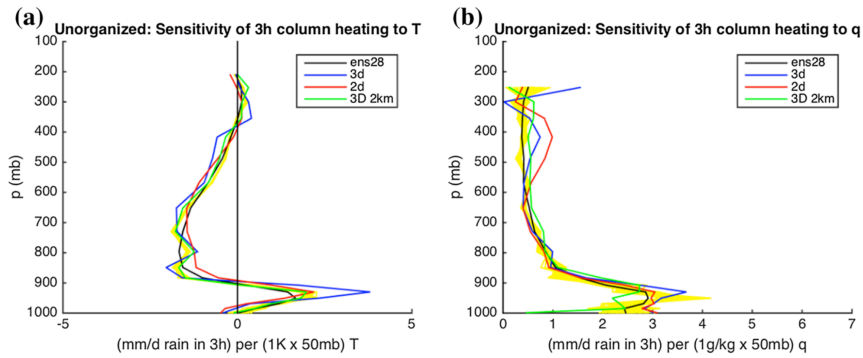 (a)
Unorganized: Sensitivity of 3h column heating to T
100
200
300
400
500
600
700
800
900
1000
p (mb)
ens28
3d
2d
3D 2km
-5
0
5
(mm/d rain in 3h) per (1K x 50mb) T
(b)
Unorganized: Sensitivity of 3h column heating to q
100
200
300
400
500
600
700
800
900
1000
p (mb)
ens28
3d
2d
3D 2km
0
1
2
3
4
5
6
7
(mm/d rain in 3h) per (1g/kg x 50mb) q